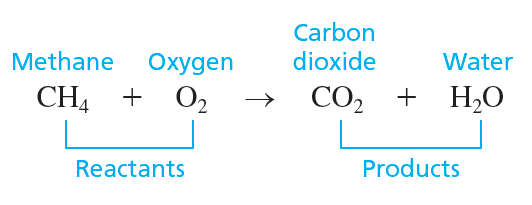 Carbon
Methane Oxygen dioxide Water
CH₄ + O₂ → CO₂ + H₂O
Reactants Products